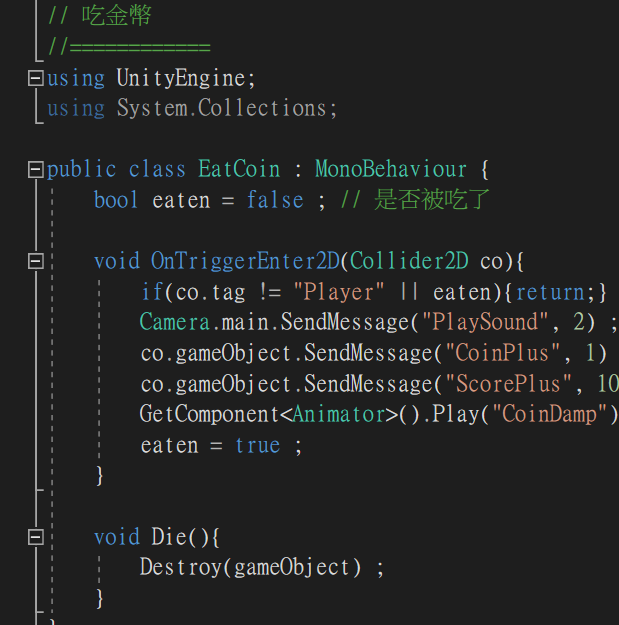 // 吃金幣
//============
using UnityEngine;
using System.Collections;
public class EatCoin : MonoBehaviour {
bool eaten = false ; // 是否被吃了
void OnTriggerEnter2D(Collider2D co){
if(co.tag != "Player" || eaten){return;}
Camera.main.SendMessage("PlaySound", 2) ;
co.gameObject.SendMessage("CoinPlus", 1)
co.gameObject.SendMessage("ScorePlus", 10
GetComponent<Animator>().Play("CoinDamp")
eaten = true ;
}
void Die(){
Destroy(gameObject) ;
}
}